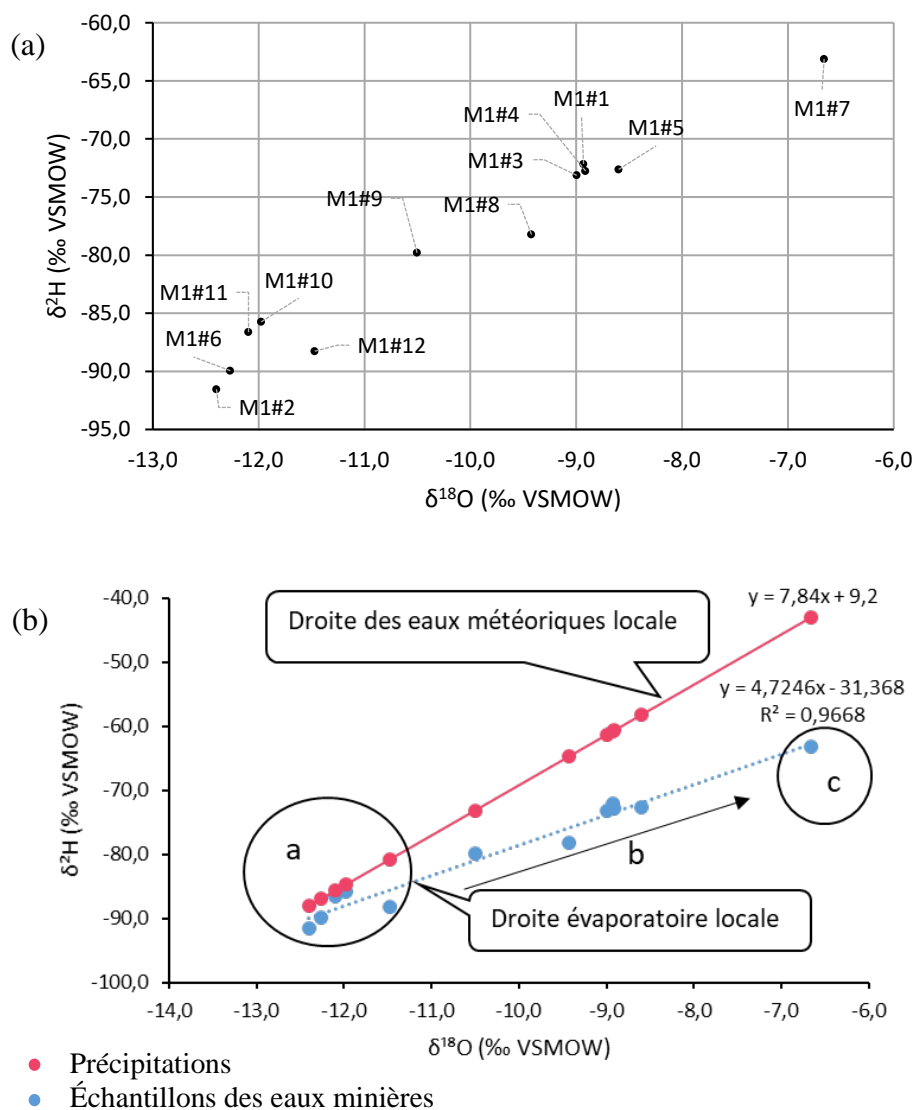 (a)
-60,0
-65,0
-70,0
-75,0
-80,0
-85,0
-90,0
-95,0
δ²H (‰ VSMOW)
M1#1
M1#4
M1#7
M1#5
M1#3
M1#9
M1#8
M1#10
M1#11
M1#6
M1#12
M1#2
-13,0 -12,0 -11,0 -10,0 -9,0 -8,0 -7,0 -6,0
δ¹⁸O (‰ VSMOW)
(b)
-40,0
-50,0
-60,0
-70,0
-80,0
-90,0
-100,0
δ²H (‰ VSMOW)
y = 7,84x + 9,2
Droite des eaux météoriques locale
y = 4,7246x - 31,368
R² = 0,9668
c
a
b
Droite évaporatoire locale
-14,0 -13,0 -12,0 -11,0 -10,0 -9,0 -8,0 -7,0 -6,0
δ¹⁸O (‰ VSMOW)
Précipitations
Échantillons des eaux minières